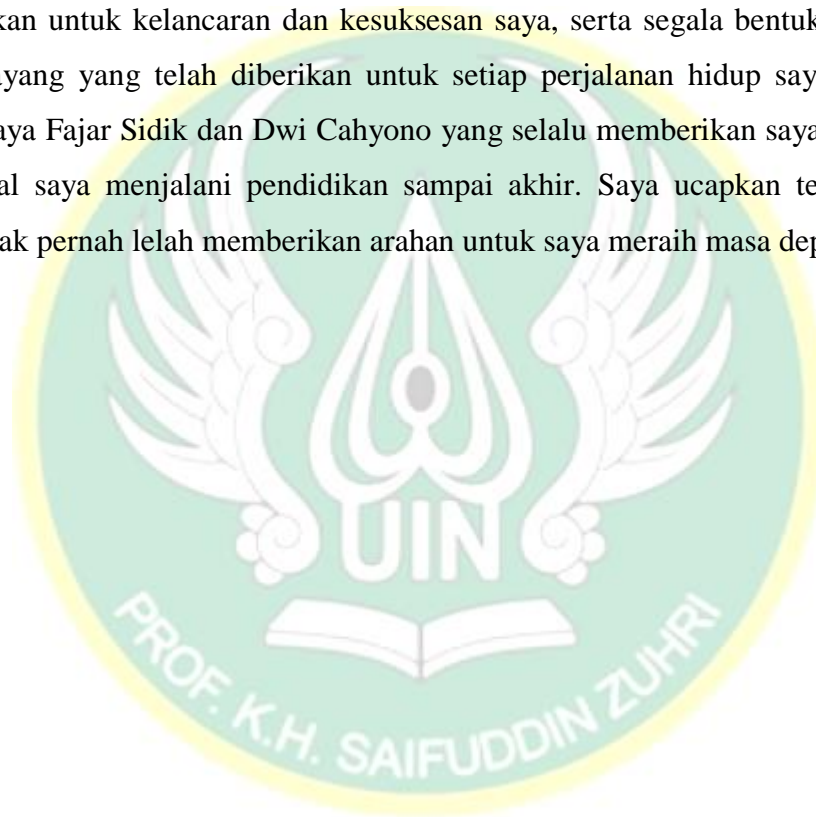 kan untuk kelancaran dan kesuksesan saya, serta segala bentuk
ayang yang telah diberikan untuk setiap perjalanan hidup say
aya Fajar Sidik dan Dwi Cahyono yang selalu memberikan saya
al saya menjalani pendidikan sampai akhir. Saya ucapkan te
ak pernah lelah memberikan arahan untuk saya meraih masa dep
UIN
PROF. K.H. SAIFUDDIN ZUHRI